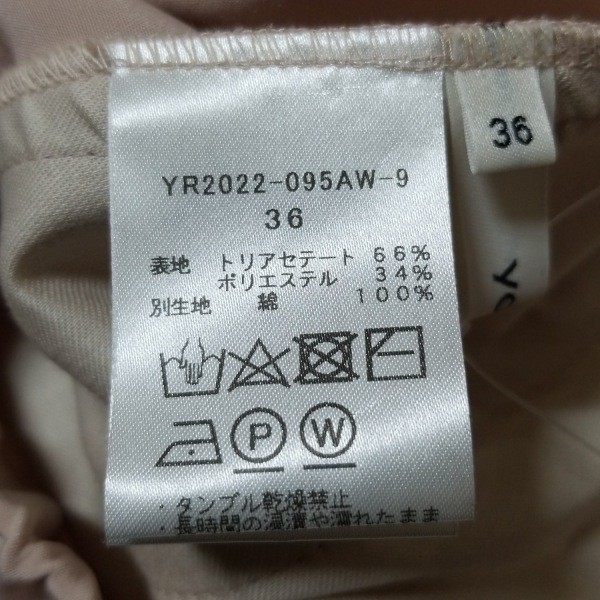 YR2022-095AW-9
36
表地 トリアセテート 66%
ポリエステル 34%
別生地 綿 100%
P W
・タンブル乾燥禁止
・長時間の浸漬や濡れたまま
36
YO